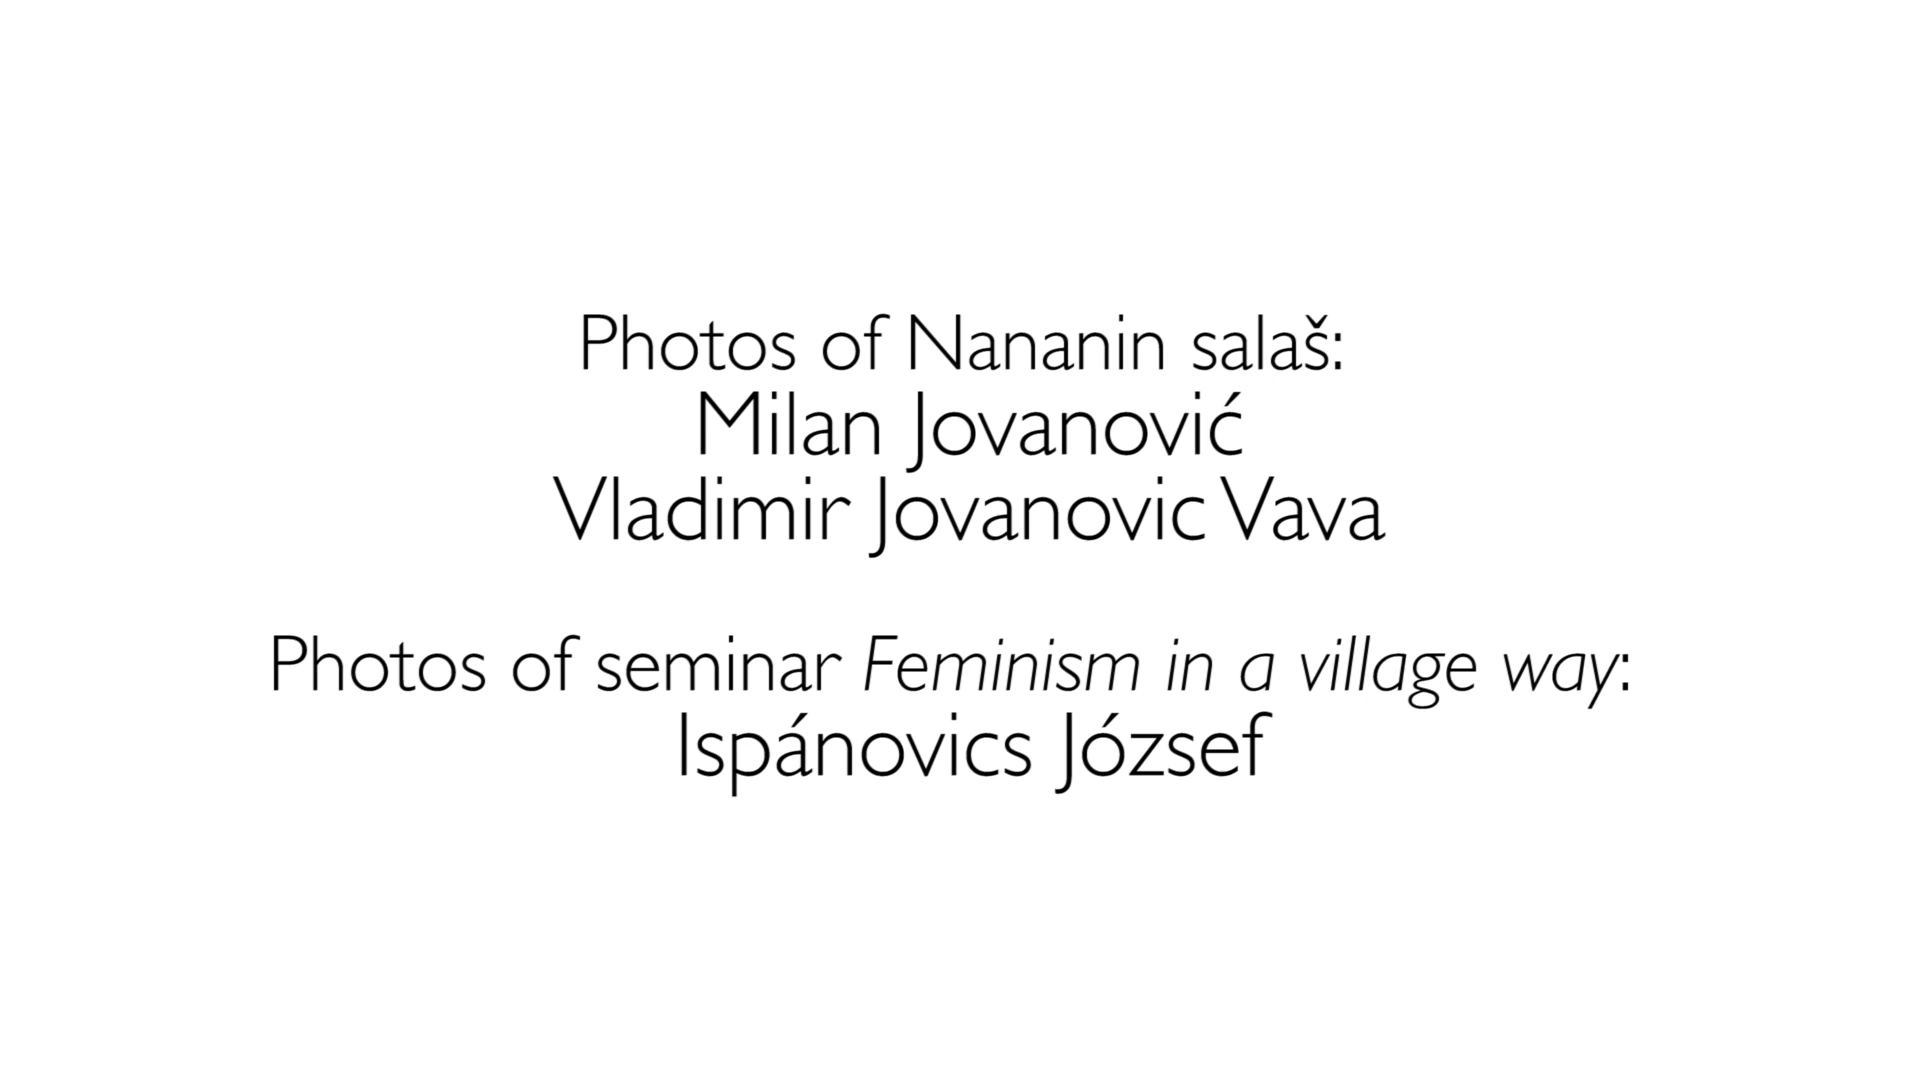 Photos of Nananin salaš:
Milan Jovanović
Vladimir Jovanovic Vava
Photos of seminar Feminism in a village way:
Ispánovics József